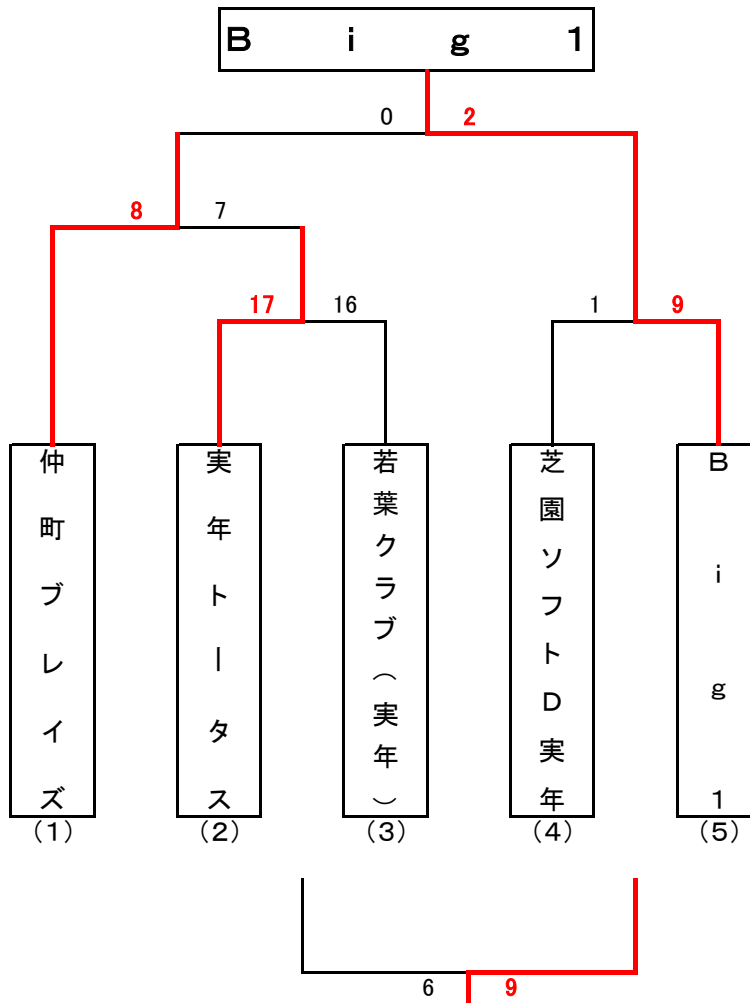 Big1
0 2
8 7
17 16 1 9
仲町ブレイズ
実年トータス
若葉クラブ（実年）
芝園ソフトD実年
Big1
(1) (2) (3) (4) (5)
6 9